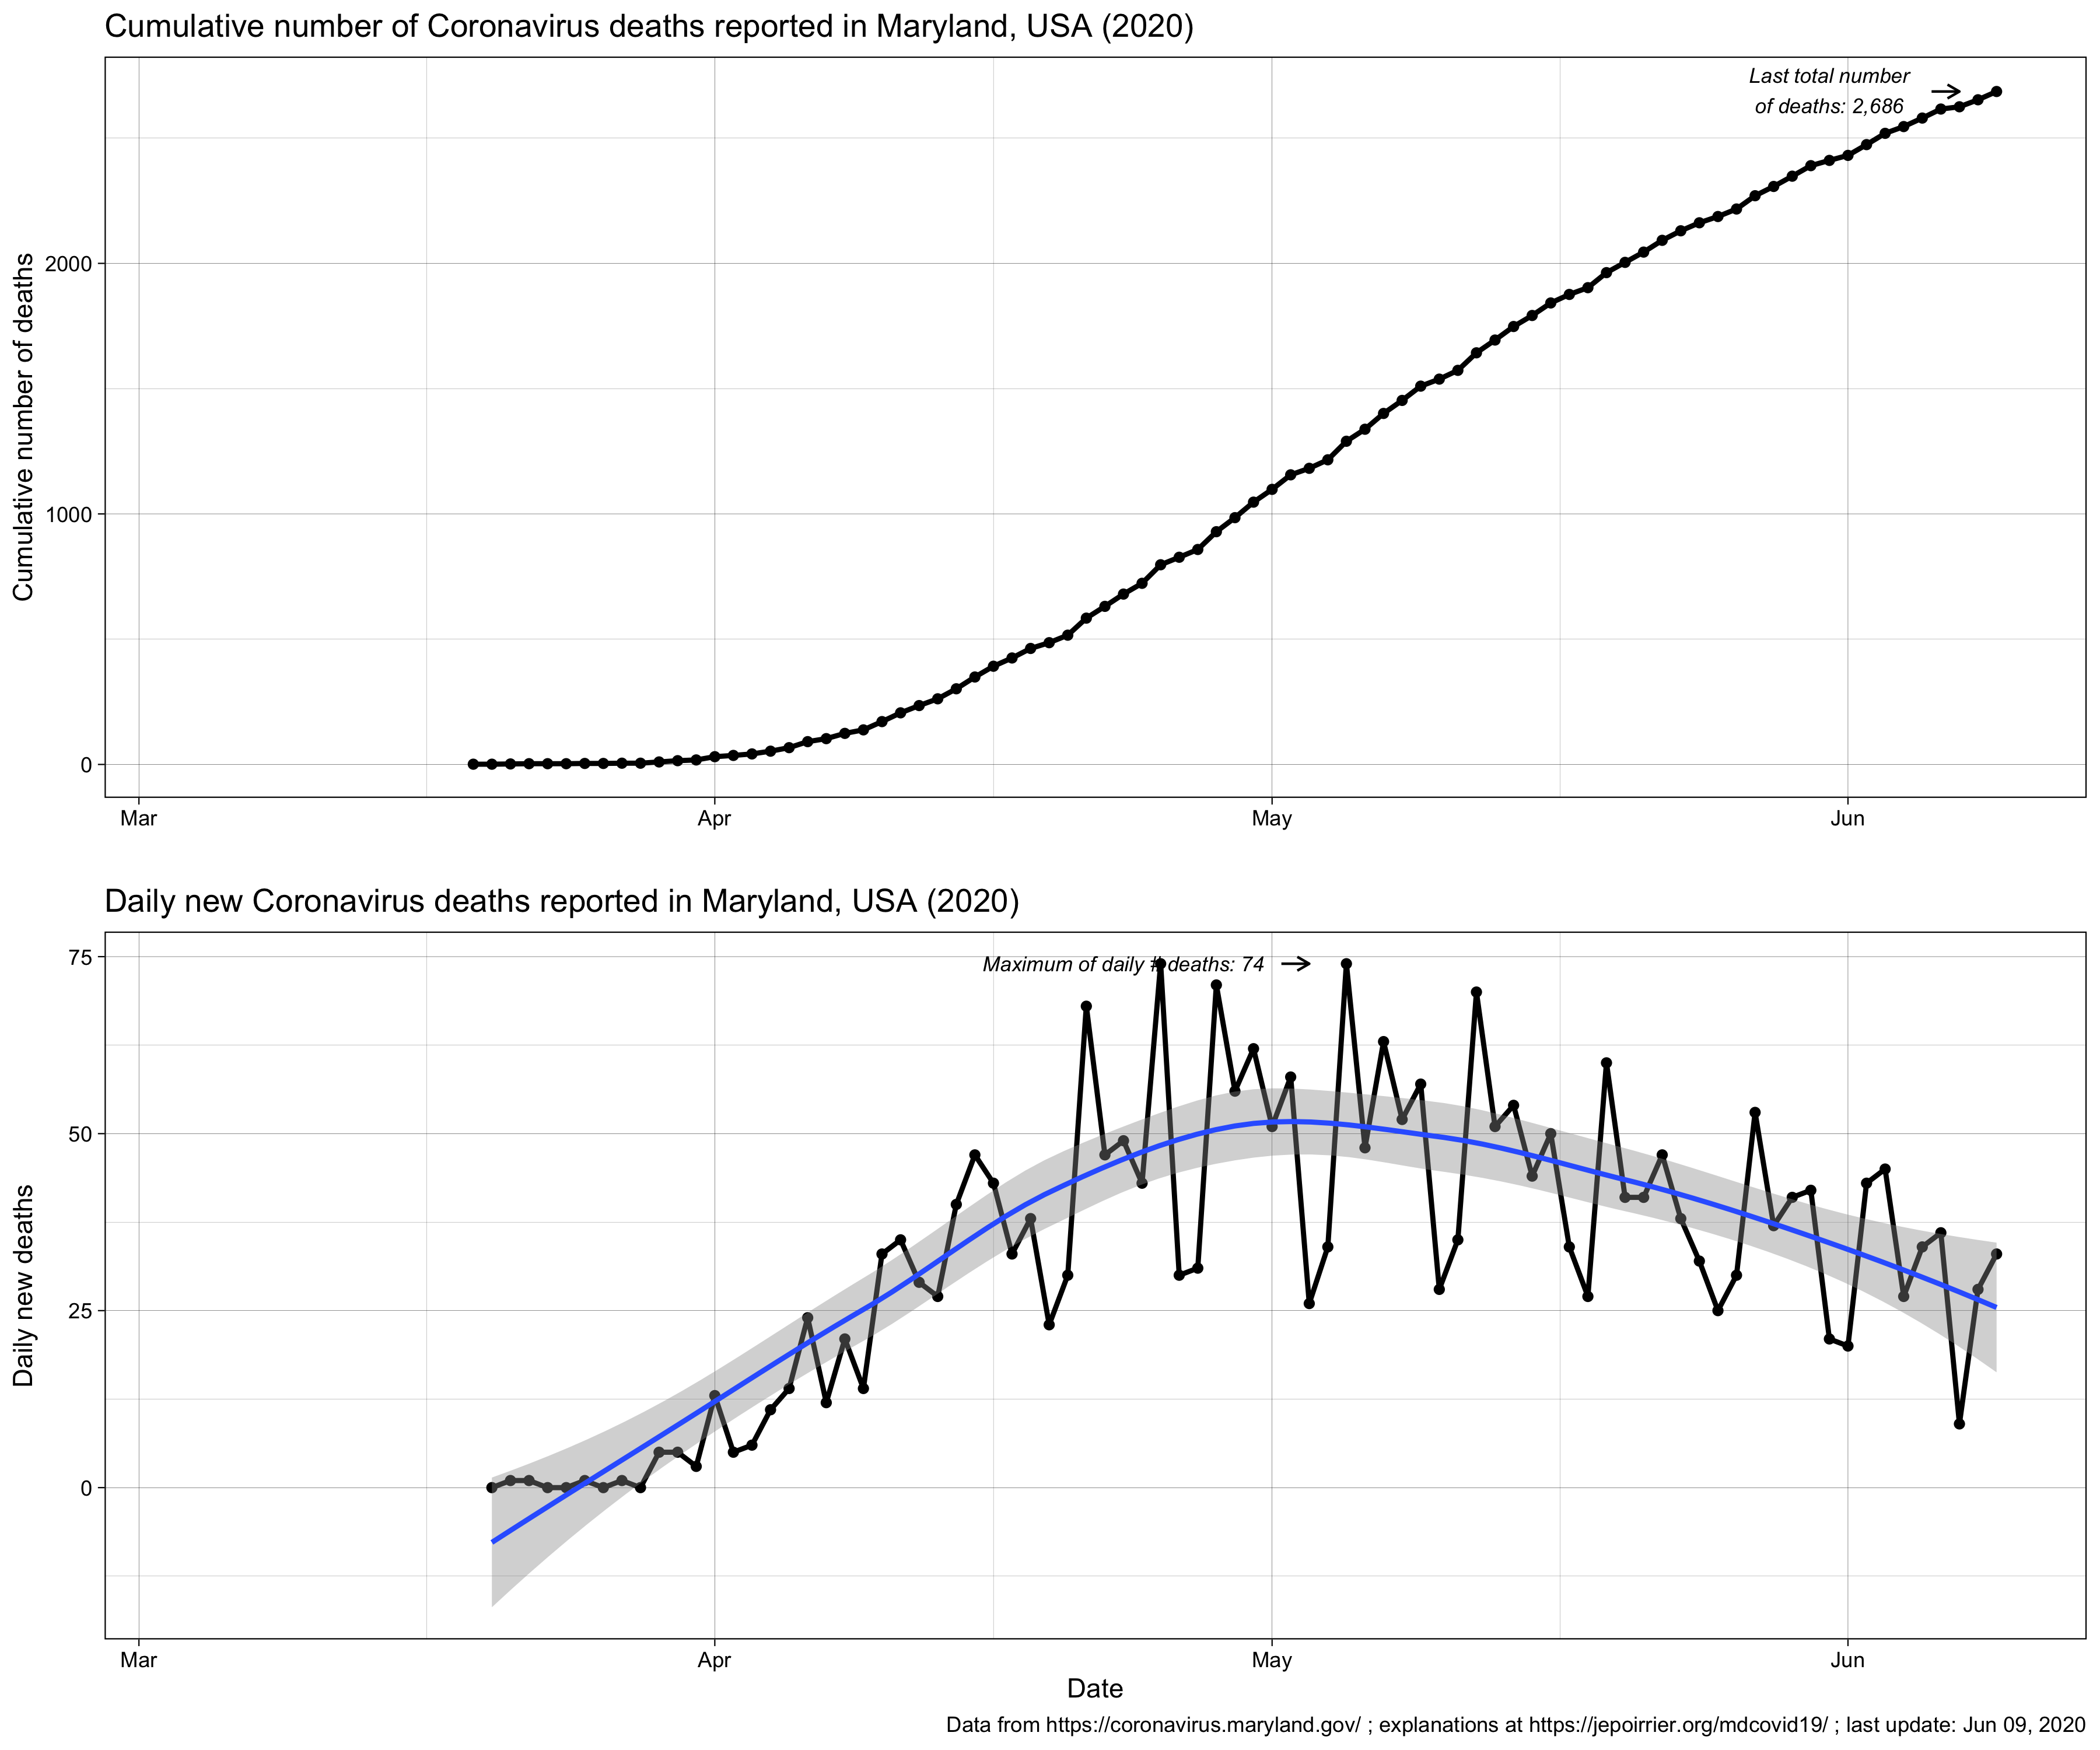 Cumulative number of Coronavirus deaths reported in Maryland, USA (2020)
Last total number
of deaths: 2,686
Cumulative number of deaths
2000
1000
0
Mar
Apr
May
Jun
Daily new Coronavirus deaths reported in Maryland, USA (2020)
Maximum of daily # deaths: 74
Daily new deaths
75
50
25
0
Mar
Apr
May
Jun
Date
Data from https://coronavirus.maryland.gov/ ; explanations at https://jepoirrier.org/mdcovid19/ ; last update: Jun 09, 2020